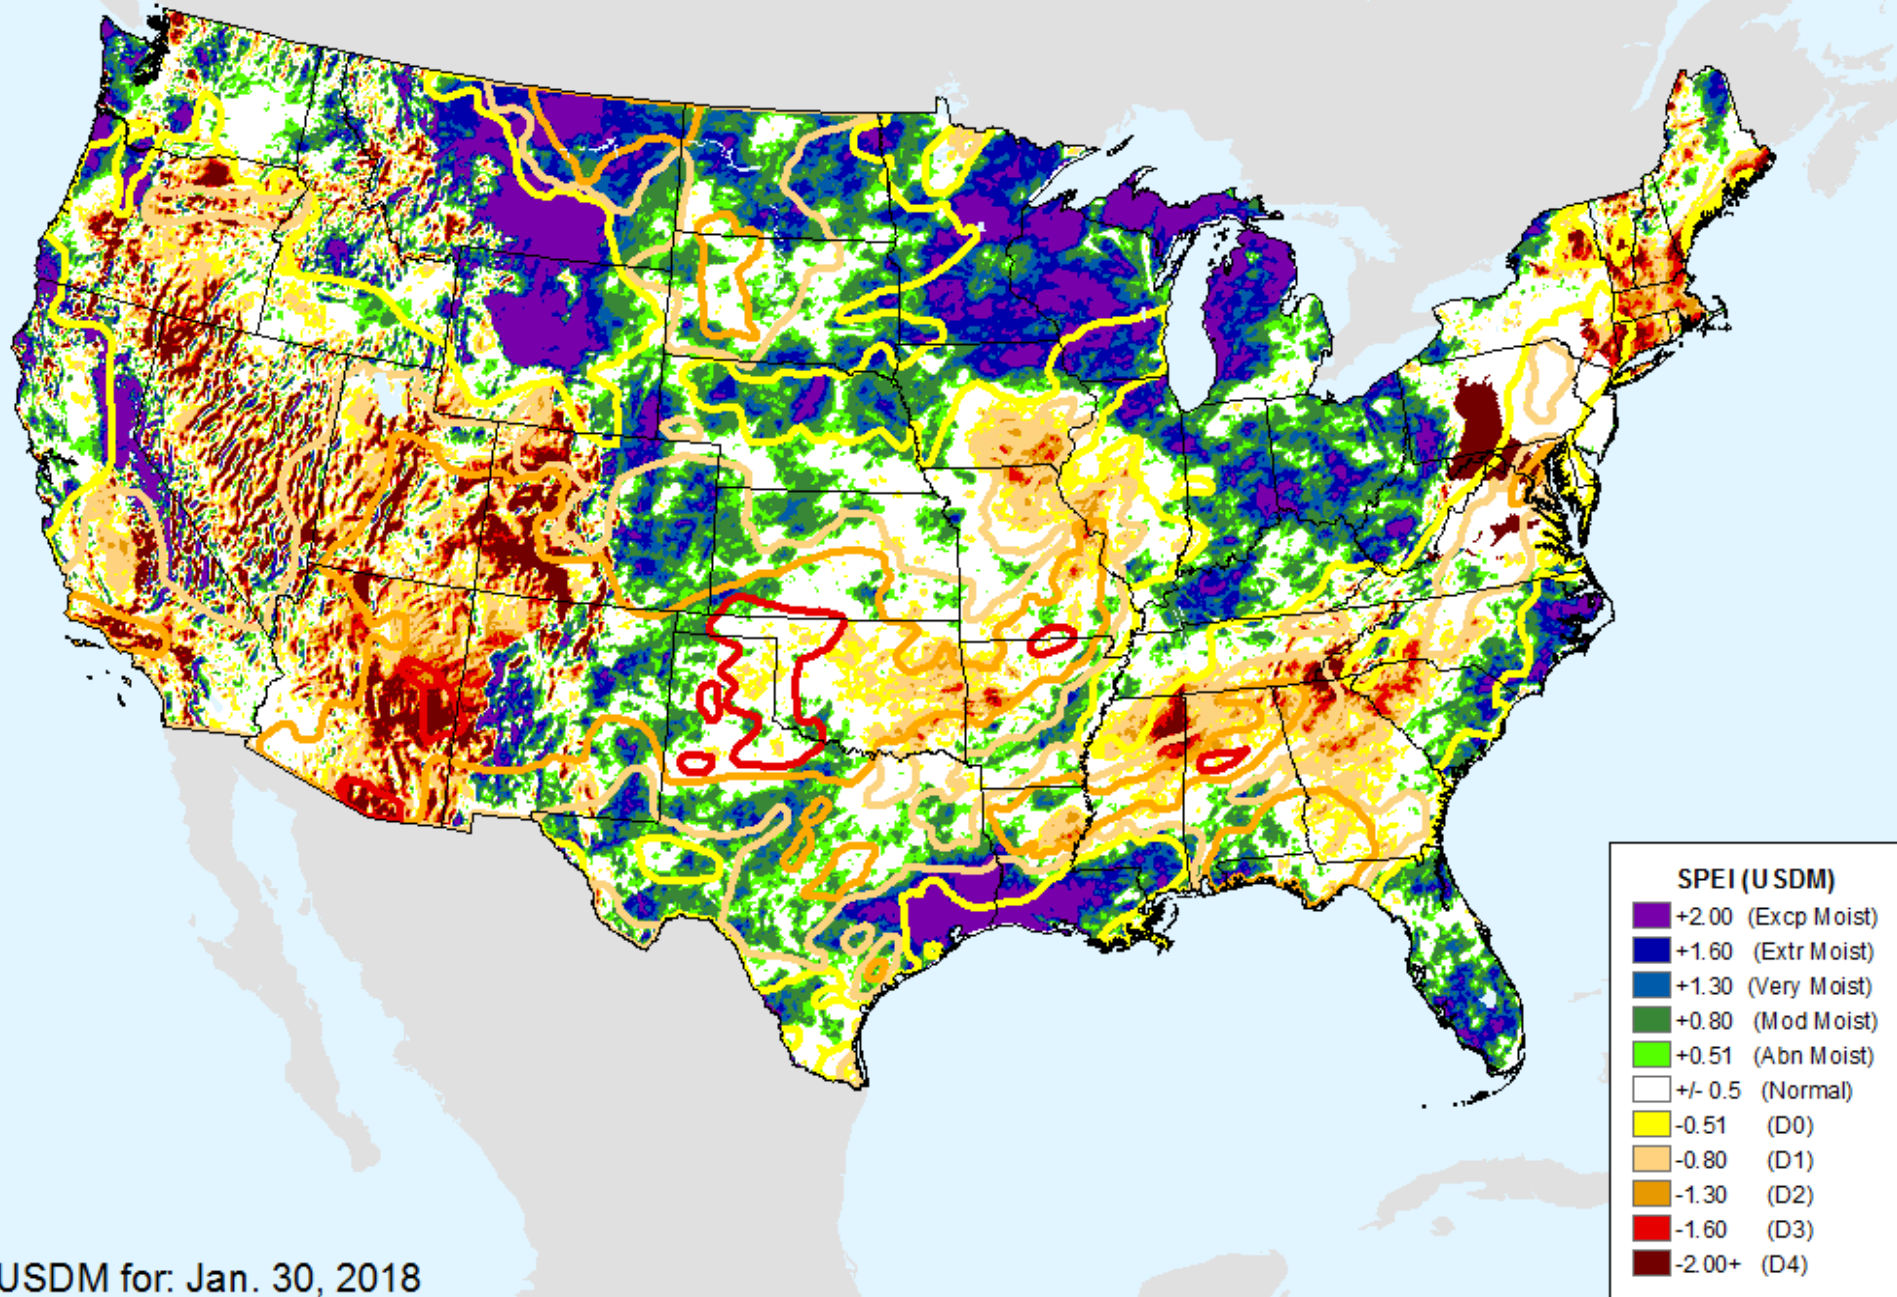 SPEI (USDM)
+2.00 (Excp Moist)
+1.60 (Extr Moist)
+1.30 (Very Moist)
+0.80 (Mod Moist)
+0.51 (Abn Moist)
+/- 0.5 (Normal)
-0.51 (D0)
-0.80 (D1)
-1.30 (D2)
-1.60 (D3)
-2.00+ (D4)
USDM for: Jan. 30, 2018